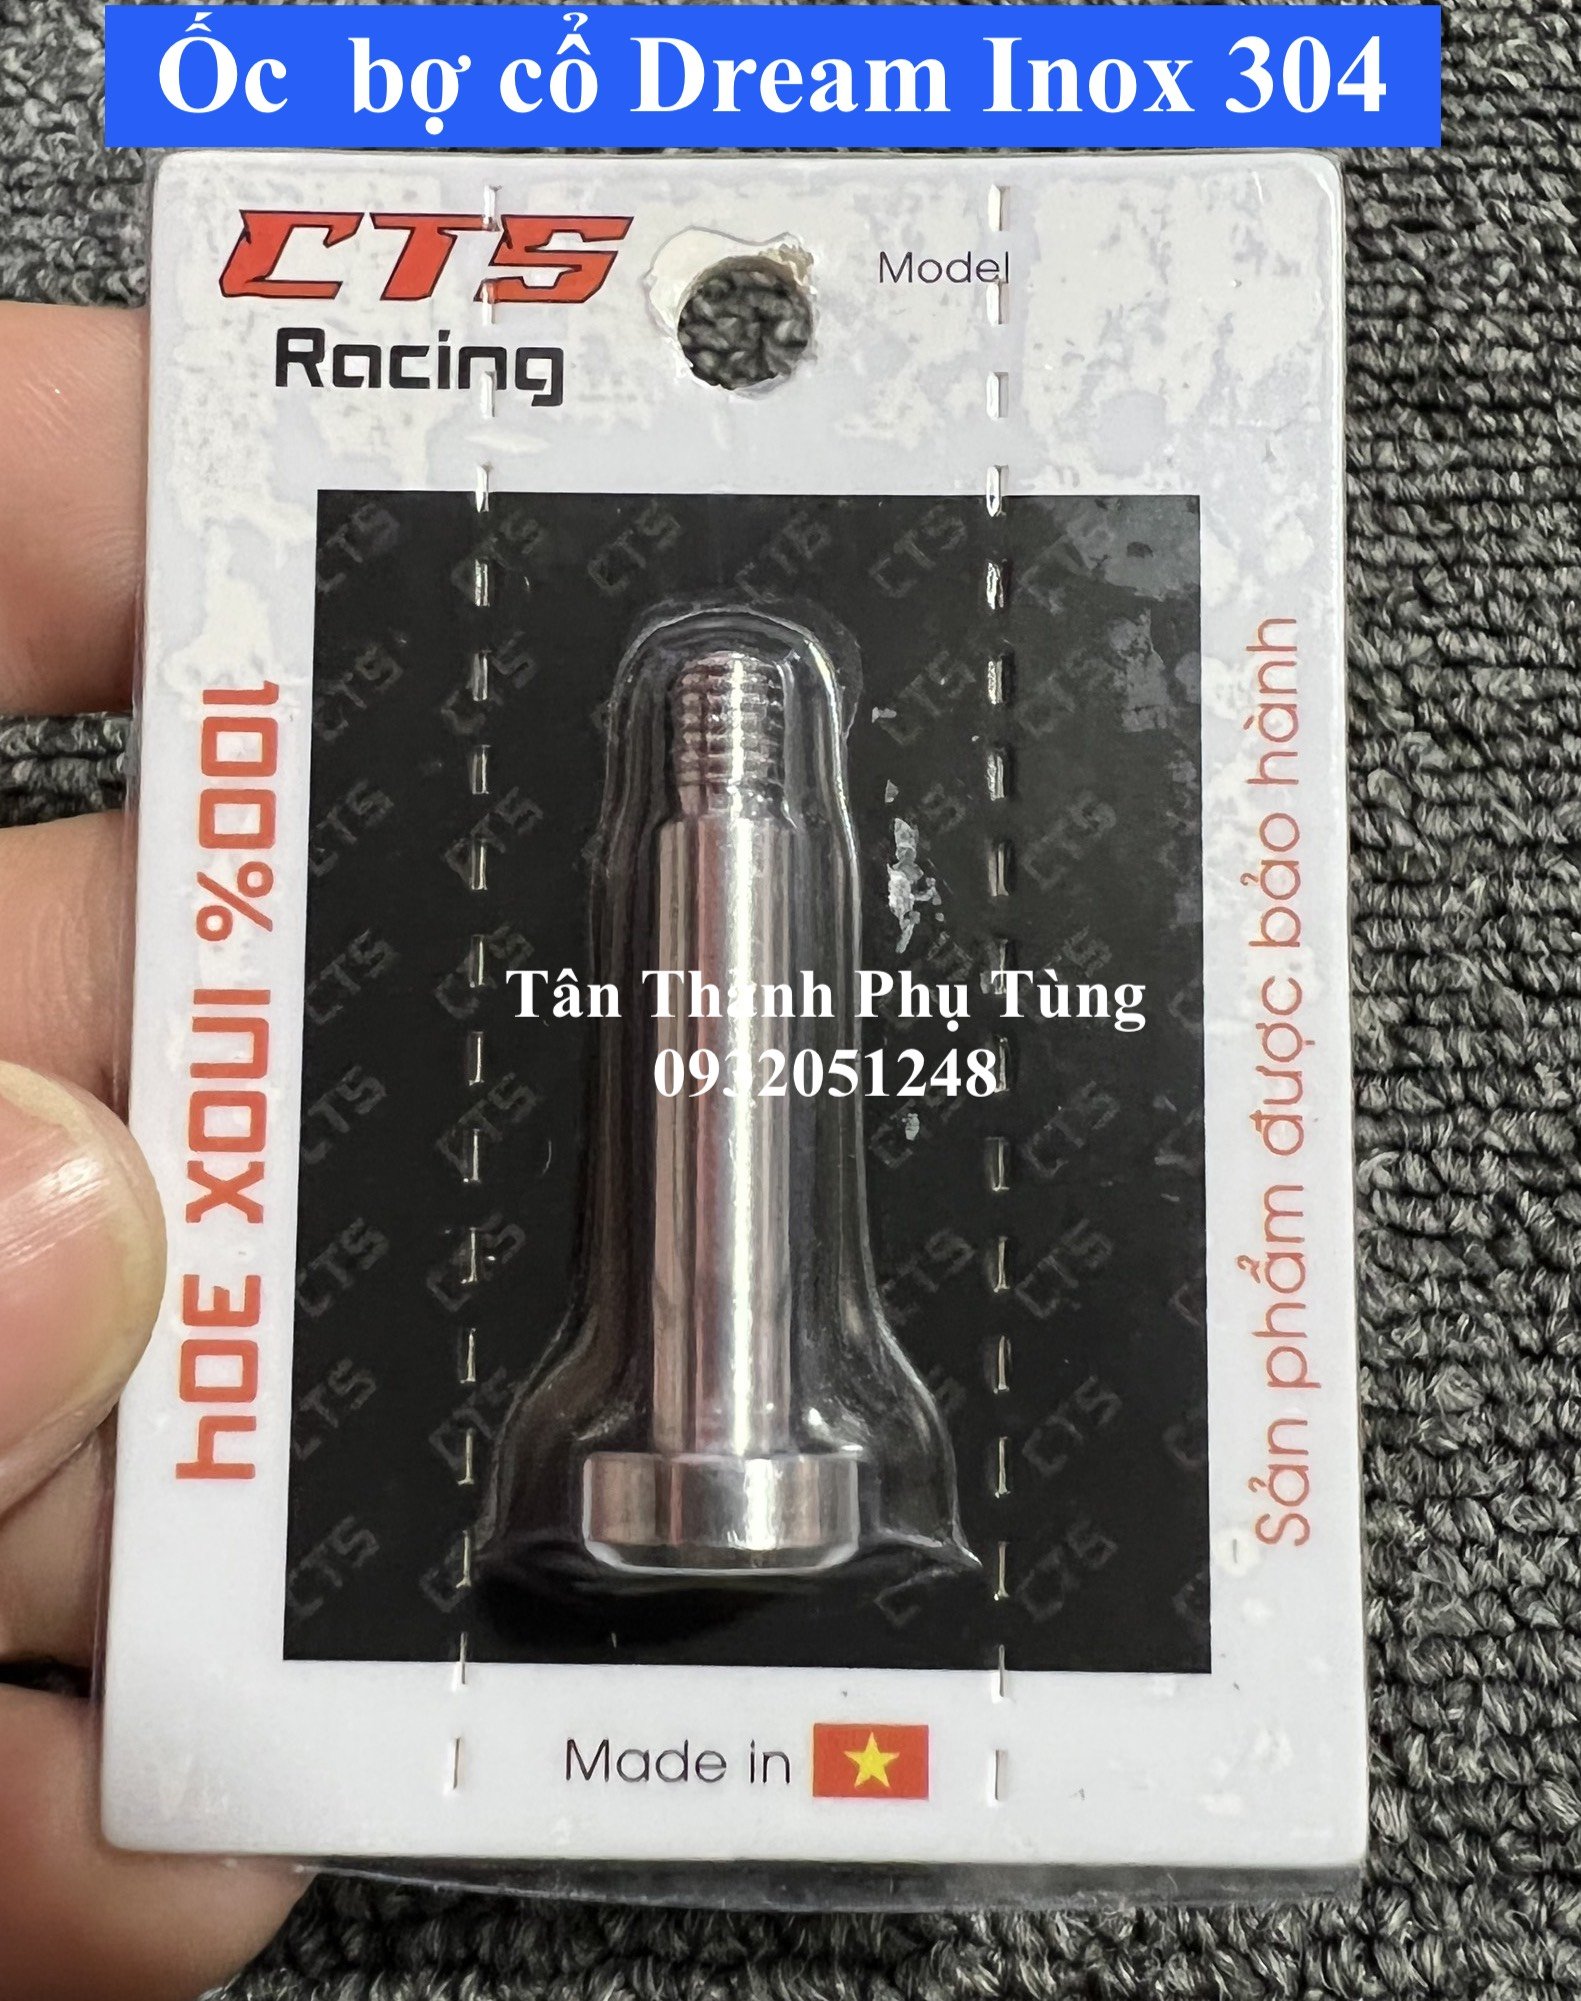 Ốc bợ cổ Dream Inox 304
CTS
Racing
Model
100% INOX 304
Sản phẩm được bảo hành
Tân Thành Phụ Tùng
0932051248
Made in